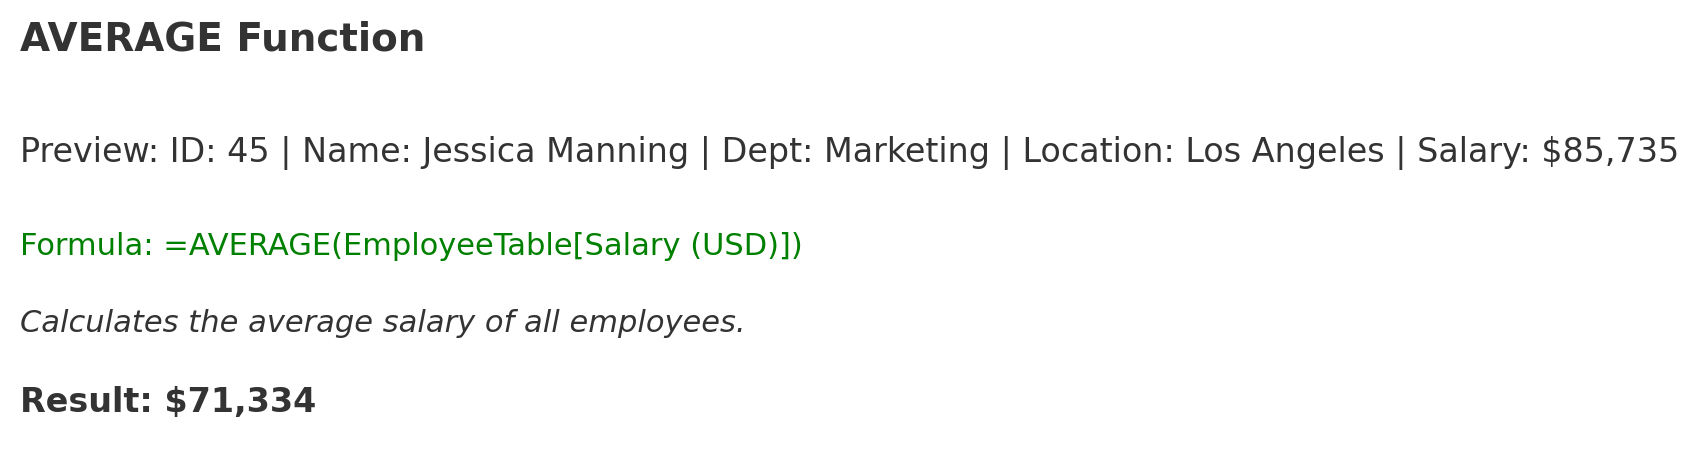 AVERAGE Function
Preview: ID: 45 | Name: Jessica Manning | Dept: Marketing | Location: Los Angeles | Salary: $85,735
Formula: =AVERAGE(EmployeeTable[Salary (USD)])
Calculates the average salary of all employees.
Result: $71,334